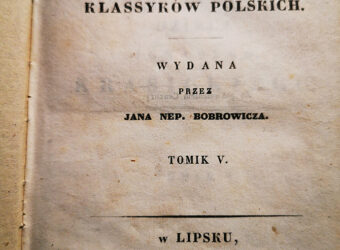 KLASSYKÓW POLSKICH.
WYDANA
PRZEZ
JANA NEP. BOBROWICZA.
TOMIK V.
w LIPSKU,